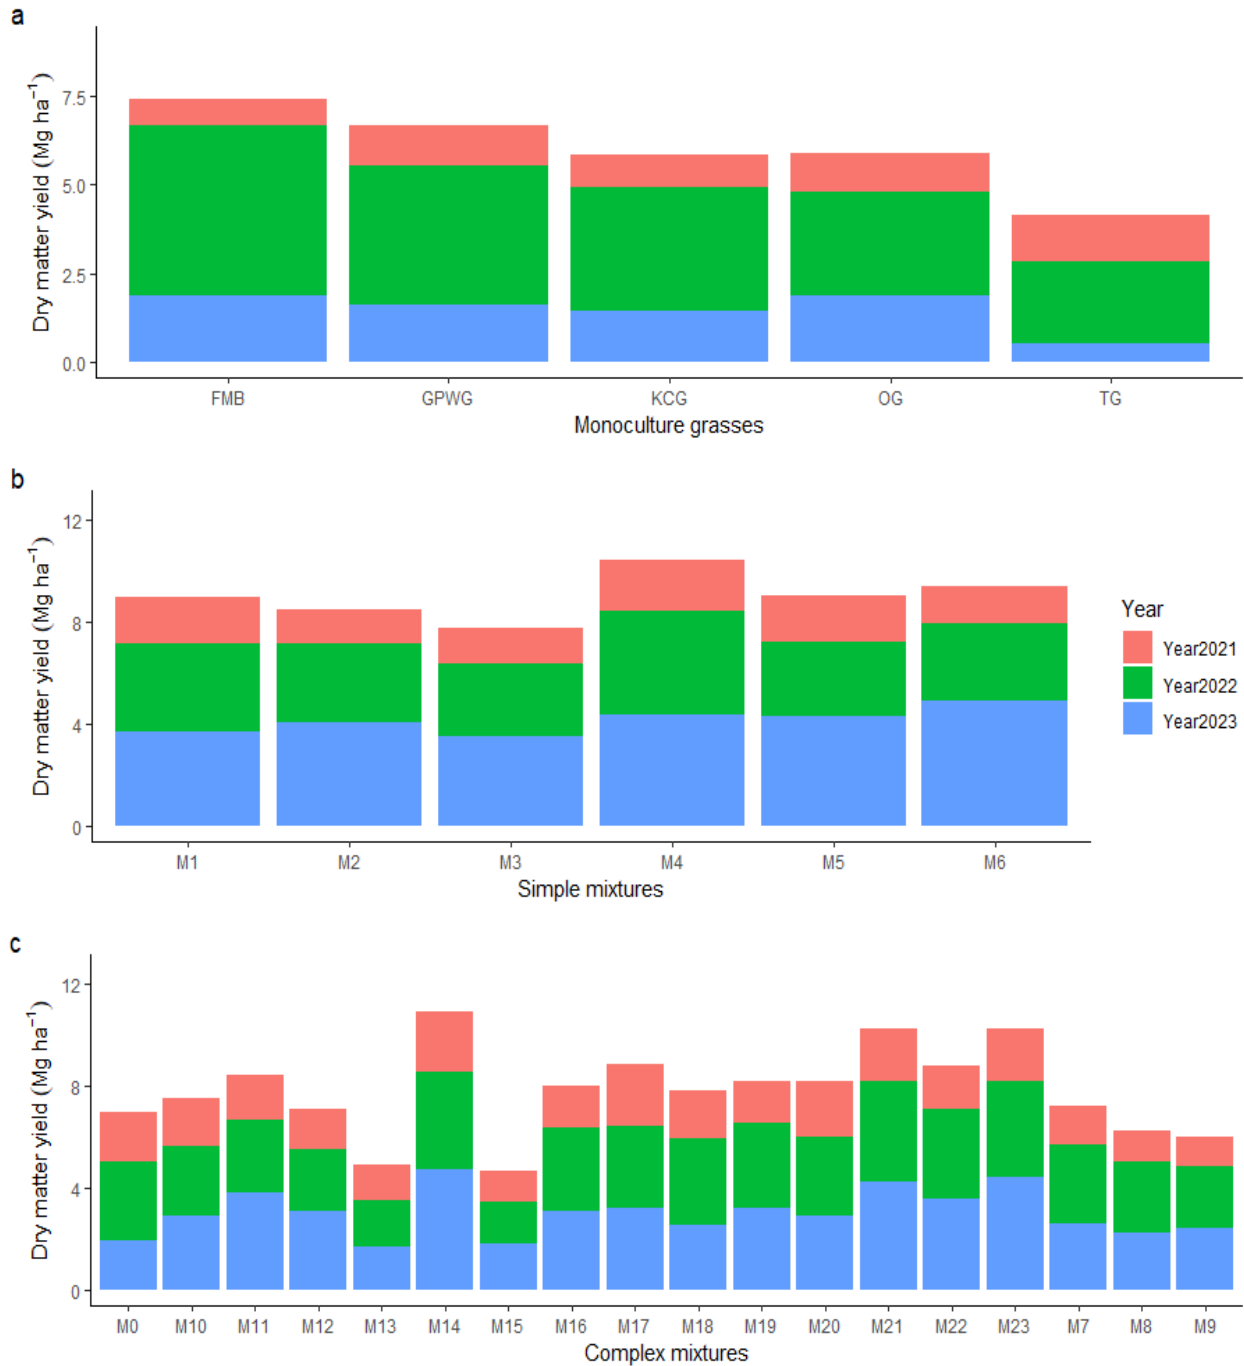 a
Dry matter yield (Mg ha⁻¹)
7.5
5.0
2.5
0.0
FMB GPWG KCG OG TG
Monoculture grasses
b
Dry matter yield (Mg ha⁻¹)
12
8
4
0
M1 M2 M3 M4 M5 M6
Simple mixtures
Year
Year2021
Year2022
Year2023
c
Dry matter yield (Mg ha⁻¹)
12
8
4
0
M0 M10 M11 M12 M13 M14 M15 M16 M17 M18 M19 M20 M21 M22 M23 M7 M8 M9
Complex mixtures